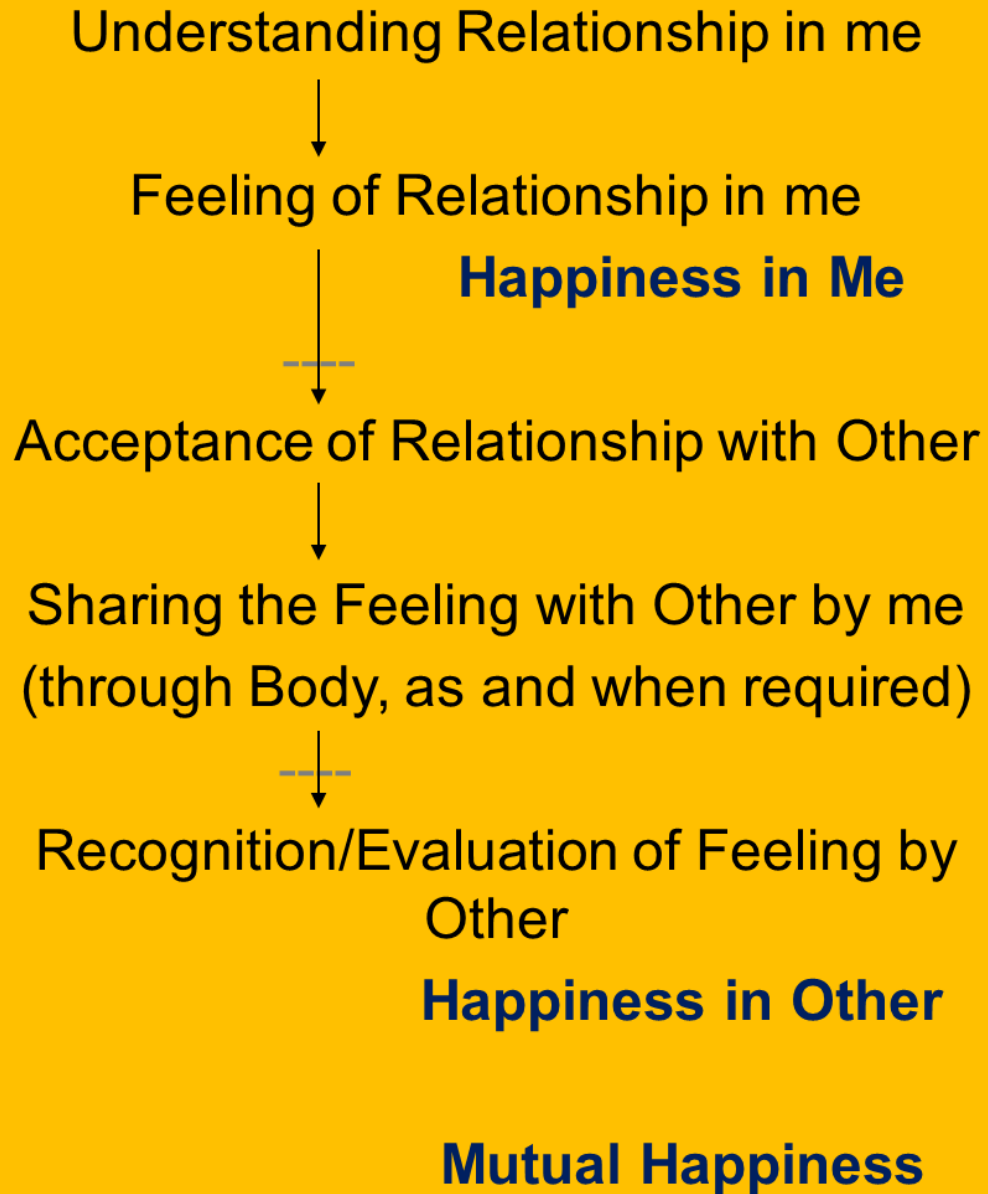 Understanding Relationship in me
Feeling of Relationship in me
Happiness in Me
Acceptance of Relationship with Other
Sharing the Feeling with Other by me
(through Body, as and when required)
Recognition/Evaluation of Feeling by
Other
Happiness in Other
Mutual Happiness